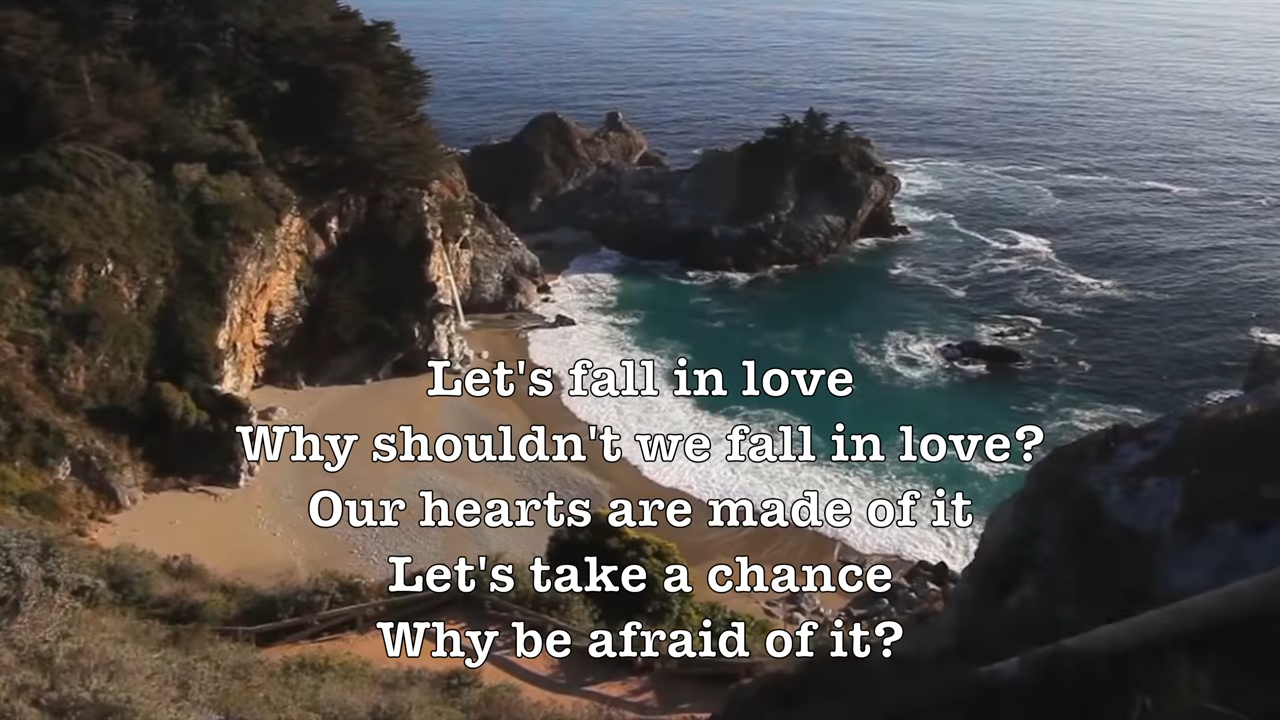 Let's fall in love
Why shouldn't we fall in love?
Our hearts are made of it
Let's take a chance
Why be afraid of it?